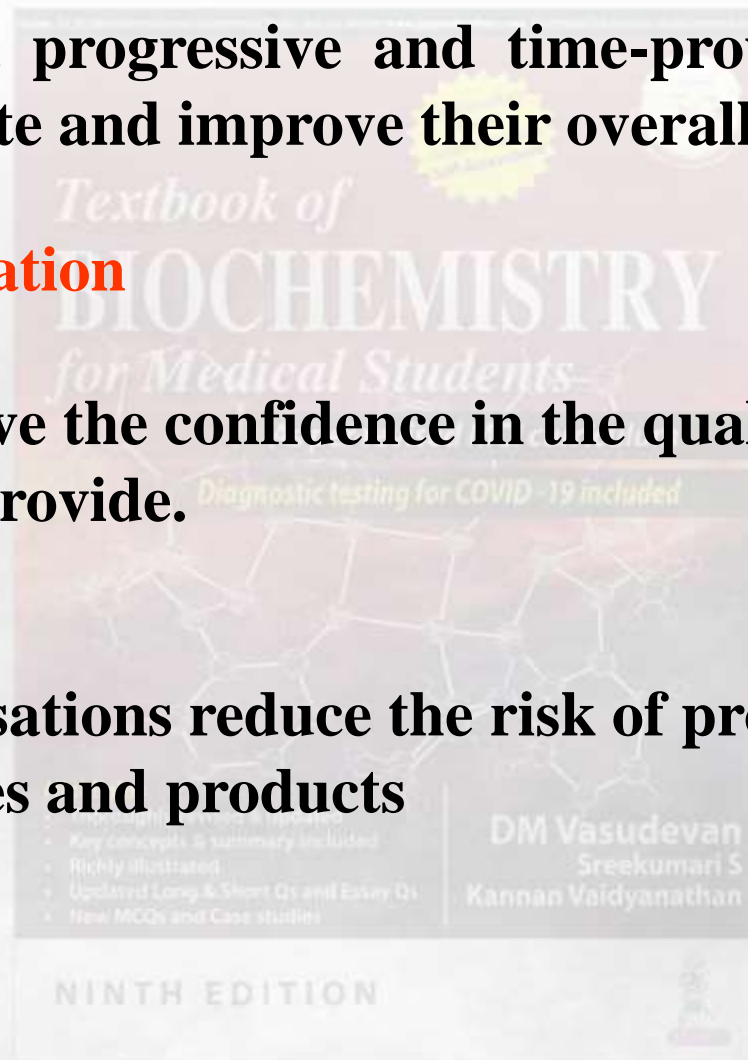 progressive and time-prov
te and improve their overall
Textbook of
ation
BIOCHEMISTRY
for Medical Students
ve the confidence in the qual
Diagnostic testing for COVID-19 included
rovide.
sations reduce the risk of pro
es and products
Key concepts & summary included
Richly illustrated
Updated Long & Short Qs and Essay Qs
New MCQs and Case studies
DM Vasudevan
Sreekumari S
Kannan Vaidyanathan
NINTH EDITION